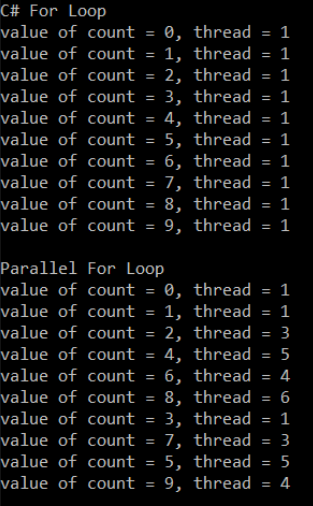 C# For Loop
value of count = 0, thread = 1
value of count = 1, thread = 1
value of count = 2, thread = 1
value of count = 3, thread = 1
value of count = 4, thread = 1
value of count = 5, thread = 1
value of count = 6, thread = 1
value of count = 7, thread = 1
value of count = 8, thread = 1
value of count = 9, thread = 1

Parallel For Loop
value of count = 0, thread = 1
value of count = 1, thread = 1
value of count = 2, thread = 3
value of count = 4, thread = 5
value of count = 6, thread = 4
value of count = 8, thread = 6
value of count = 3, thread = 1
value of count = 7, thread = 3
value of count = 5, thread = 5
value of count = 9, thread = 4